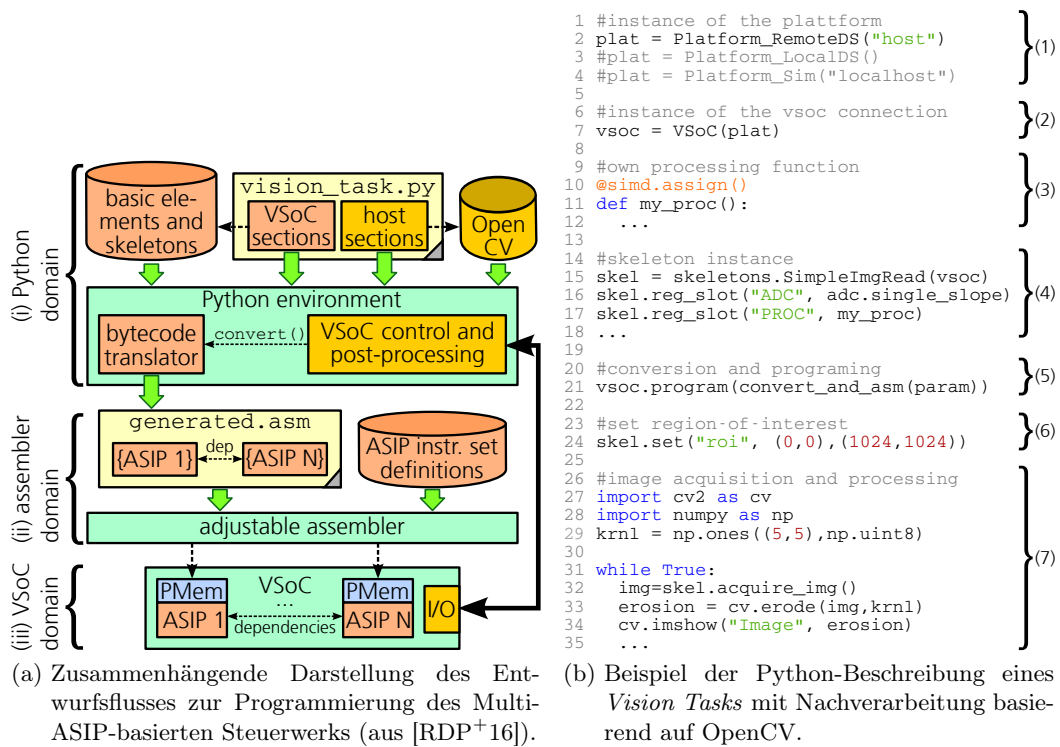 (i) Python
domain
basic ele-
ments and
skeletons
vision_task.py
VSoC
sections
host
sections
Open
CV
Python environment
bytecode
translator
convert()
VSoC control and
post-processing
(ii) assembler
domain
generated.asm
{ASIP 1}
dep
{ASIP N}
ASIP instr. set
definitions
adjustable assembler
(iii) VSoC
domain
PMem
ASIP 1
VSoC
...
dependencies
PMem
ASIP N
I/O
(a) Zusammenhängende Darstellung des Ent-
wurfsflusses zur Programmierung des Multi-
ASIP-basierten Steuerwerks (aus [RDP+16]).
1 #instance of the plattform
2 plat = Platform_RemoteDS("host")
3 #plat = Platform_LocalDS()
4 #plat = Platform_Sim("localhost")
(1)
5
6 #instance of the vsoc connection
7 vsoc = VSoC(plat)
(2)
8
9 #own processing function
10 @simd.assign()
11 def my_proc():
12 ...
(3)
13
14 #skeleton instance
15 skel = skeletons.SimpleImgRead(vsoc)
16 skel.reg_slot("ADC", adc.single_slope)
17 skel.reg_slot("PROC", my_proc)
18 ...
(4)
19
20 #conversion and programing
21 vsoc.program(convert_and_asm(param))
(5)
22
23 #set region-of-interest
24 skel.set("roi", (0,0),(1024,1024))
(6)
25
26 #image acquisition and processing
27 import cv2 as cv
28 import numpy as np
29 krnl = np.ones((5,5),np.uint8)
30
31 while True:
32 img=skel.acquire_img()
33 erosion = cv.erode(img,krnl)
34 cv.imshow("Image", erosion)
35 ...
(7)
(b) Beispiel der Python-Beschreibung eines
Vision Tasks mit Nachverarbeitung basie-
rend auf OpenCV.